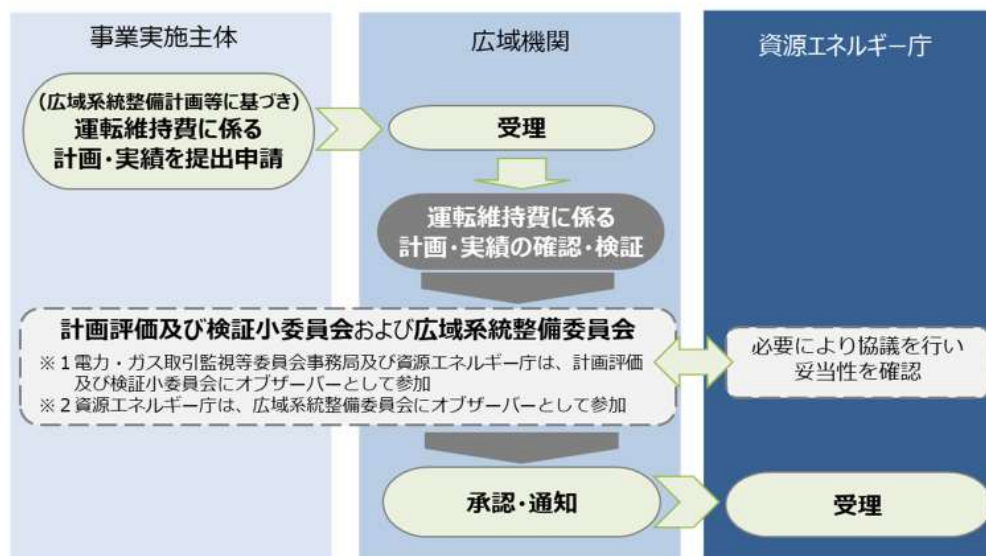 事業実施主体
広域機関
資源エネルギー庁
(広域系統整備計画等に基づき)
運転維持費に係る
計画・実績を提出申請
受理
運転維持費に係る
計画・実績の確認・検証
計画評価及び検証小委員会および広域系統整備委員会
※1電力・ガス取引監視等委員会事務局及び資源エネルギー庁は、計画評価
及び検証小委員会にオブザーバーとして参加
※2資源エネルギー庁は、広域系統整備委員会にオブザーバーとして参加
必要により協議を行い
妥当性を確認
承認・通知
受理